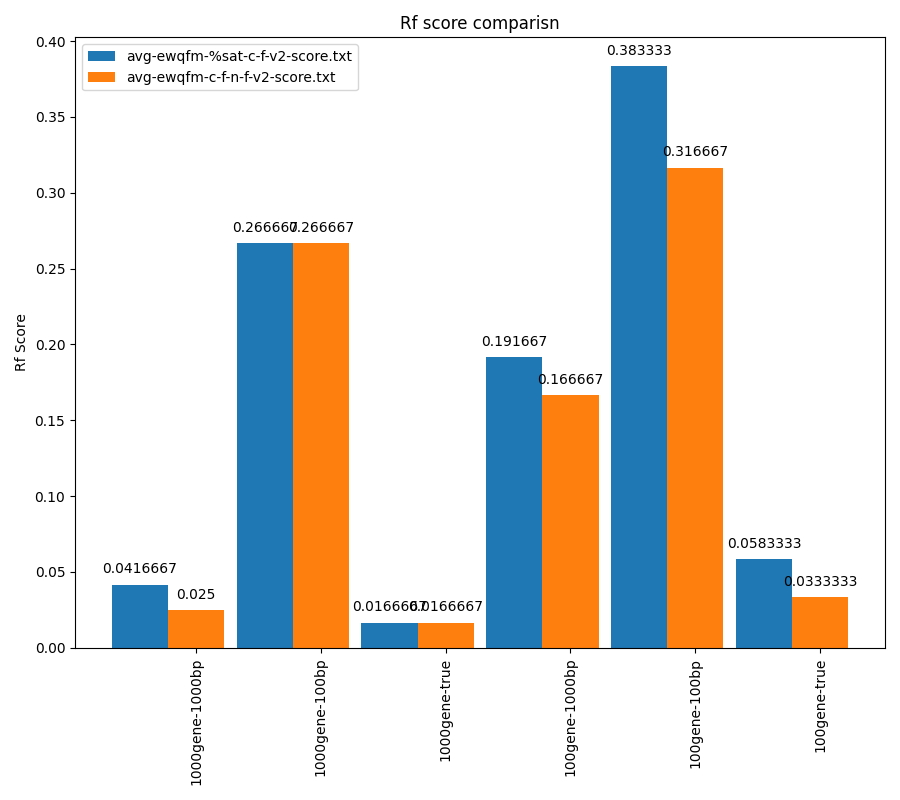 Rf score comparisn
avg-ewqfm-%sat-c-f-v2-score.txt
avg-ewqfm-c-f-n-f-v2-score.txt
Rf Score
0.40
0.35
0.30
0.25
0.20
0.15
0.10
0.05
0.00
0.0416667
0.025
0.266667
0.266667
0.0166667
0.0166667
0.191667
0.166667
0.383333
0.316667
0.0583333
0.0333333
1000gene-1000bp
1000gene-100bp
1000gene-true
100gene-1000bp
100gene-100bp
100gene-true